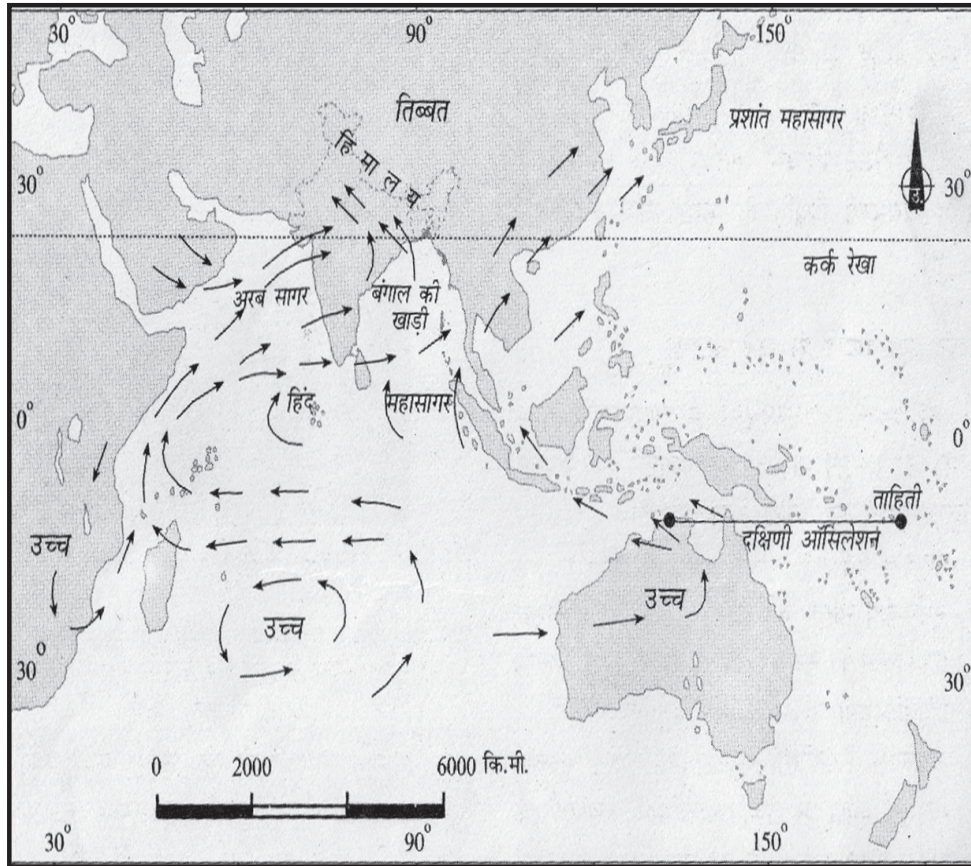 30°
90°
150°
तिब्बत
प्रशांत महासागर
हिमालय
30°
30°
उ.
कर्क रेखा
अरब सागर
बंगाल की
खाड़ी
हिंद
महासागर
0°
0°
ताहिती
दक्षिणी ऑसिलेशन
उच्च
उच्च
उच्च
30°
30°
0
2000
6000 कि.मी.
30°
90°
150°